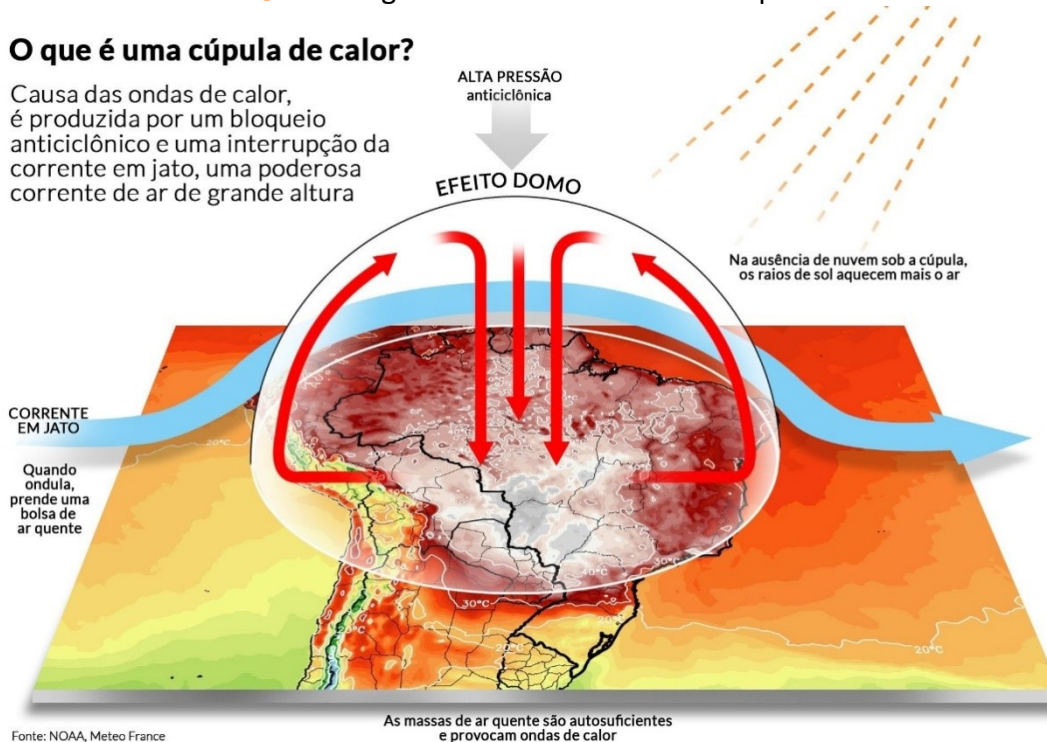 O que é uma cúpula de calor?
Causa das ondas de calor,
é produzida por um bloqueio
anticiclônico e uma interrupção da
corrente em jato, uma poderosa
corrente de ar de grande altura
ALTA PRESSÃO
anticiclônica
EFEITO DOMO
Na ausência de nuvem sob a cúpula,
os raios de sol aquecem mais o ar
CORRENTE
EM JATO
Quando
ondula,
prende uma
bolsa de
ar quente
20°C
40°C
30°C
30°C
20°C
20°C
20°C
As massas de ar quente são autosuficientes
e provocam ondas de calor
Fonte: NOAA, Meteo France